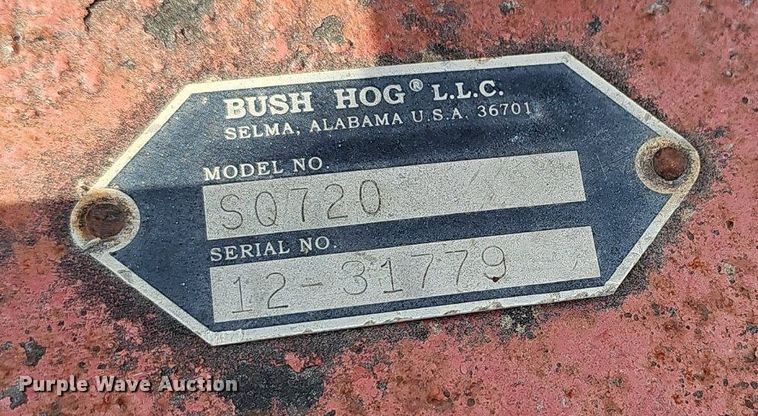 BUSH HOG® L.L.C.
SELMA, ALABAMA U.S.A. 36701
MODEL NO.
SQ720
SERIAL NO.
12-31779
Purple Wave Auction